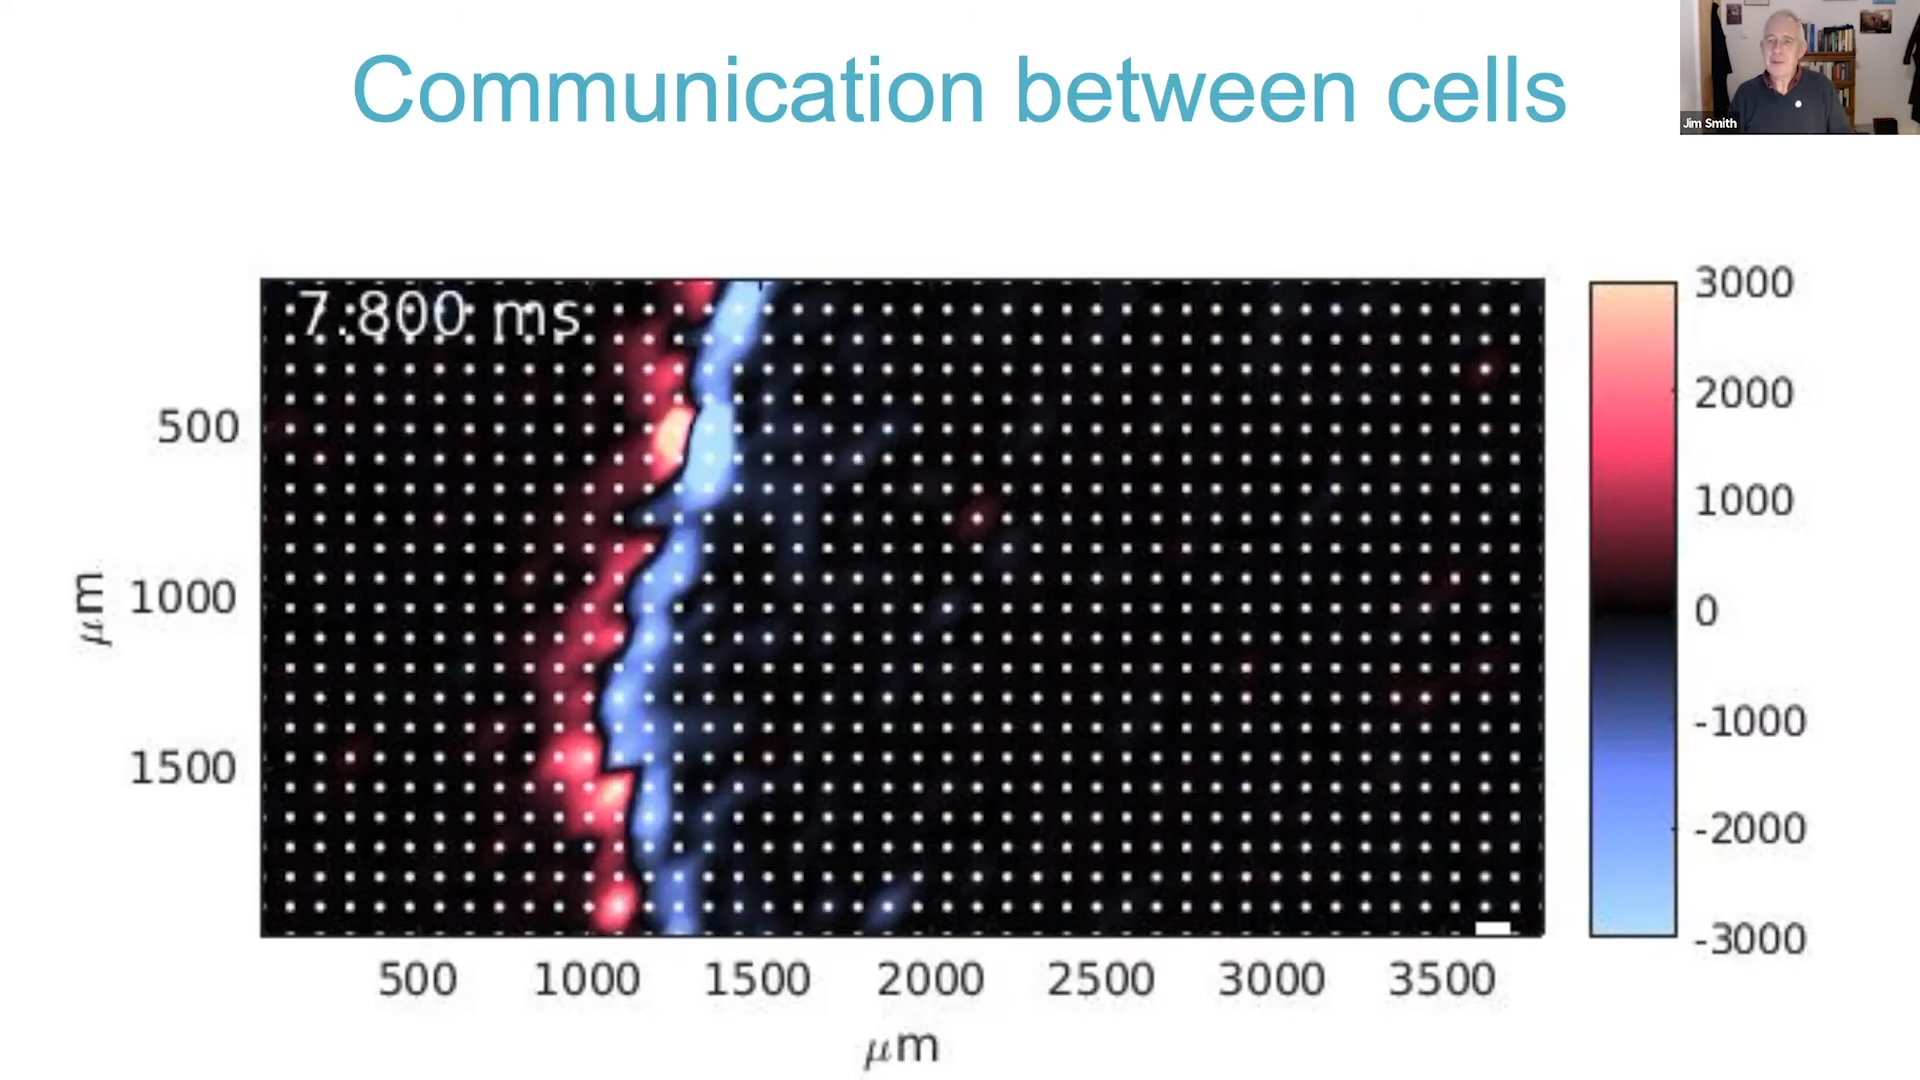 Communication between cells
Jim Smith
7.800 ms
3000
2000
1000
0
-1000
-2000
-3000
500
1000
1500
μm
500 1000 1500 2000 2500 3000 3500
μm